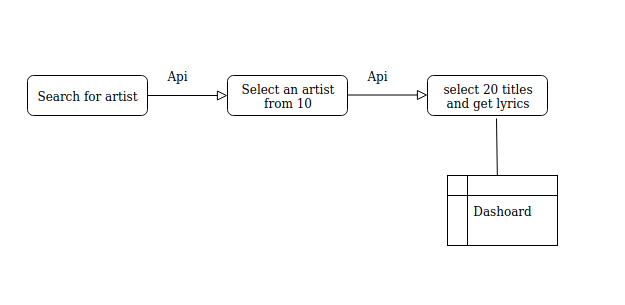 Api
Api
Search for artist
Select an artist
from 10
select 20 titles
and get lyrics
Dashoard